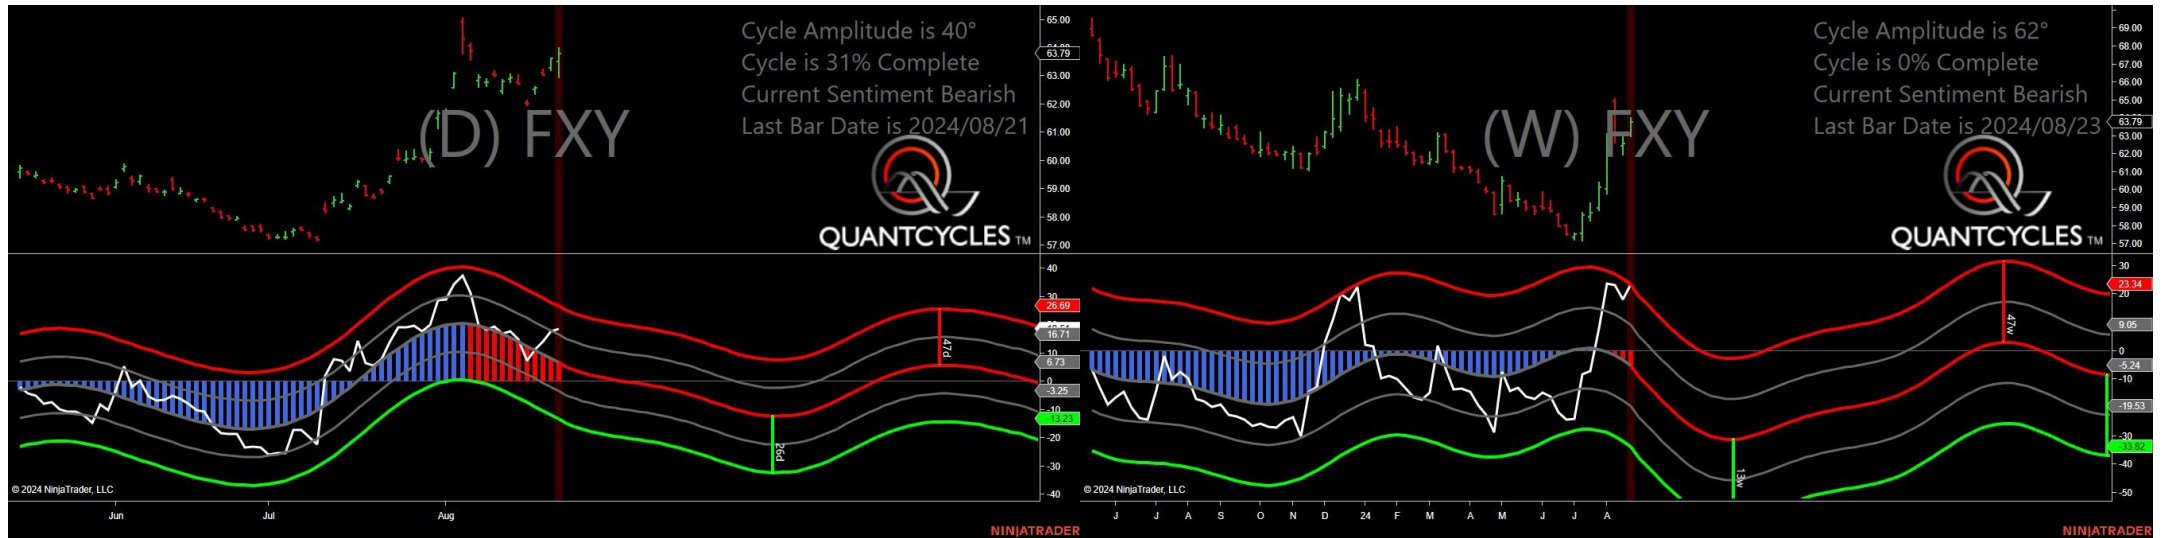 Cycle Amplitude is 40°
Cycle is 31% Complete
Current Sentiment Bearish
Last Bar Date is 2024/08/21
(D) FXY
QUANTCYCLES TM
65.00
63.79
63.00
62.00
61.00
60.00
59.00
58.00
57.00
40
30
26.69
16.71
10
6.73
0
-3.25
-10
-13.23
-20
-30
-40
47d
26d
© 2024 NinjaTrader, LLC
Jun
Jul
Aug
NINJATRADER
Cycle Amplitude is 62°
Cycle is 0% Complete
Current Sentiment Bearish
Last Bar Date is 2024/08/23
(W) FXY
QUANTCYCLES TM
69.00
68.00
67.00
66.00
65.00
63.79
63.00
62.00
61.00
60.00
59.00
58.00
57.00
30
23.34
20
9.05
0
-5.24
-10
-19.53
-30
-33.82
-40
-50
47w
13w
© 2024 NinjaTrader, LLC
J J A S O N D 24 F M A M J J A
NINJATRADER